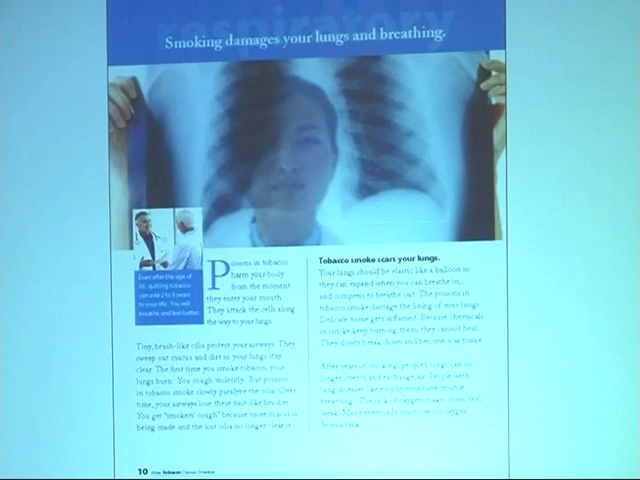 respiratory
Smoking damages your lungs and breathing.
Even after the age of
65, quitting tobacco
can add 2 to 3 years
to your life. You will
breathe and feel better.
Poisons in tobacco
harm your body
from the moment
they enter your mouth.
They attack the cells along
the way to your lungs.
Tiny, brush-like cilia protect your airways. They
sweep out mucus and dirt so your lungs stay
clear. The first time you smoke tobacco, your
lungs burn. You cough violently. But poisons
in tobacco smoke slowly paralyze the cilia. Over
time, your airways lose these hair-like brushes.
You get "smokers' cough" because more mucus is
being made and the lost cilia no longer clear it.
Tobacco smoke scars your lungs.
Your lungs should be elastic like a balloon so
they can expand when you breathe in,
and compress to breathe out. The poisons in
tobacco smoke damage the lining of your lungs.
Delicate tissue gets inflamed. Because chemicals
in smoke keep burning them, they cannot heal.
They slowly break down and become scar tissue.
After years of smoking, people's lungs can no
longer stretch and exchange air. People with
lung diseases like emphysema have trouble
breathing. The lack of oxygen makes them feel
weak. Many eventually must use oxygen
from a tank.
10 How Tobacco Causes Disease